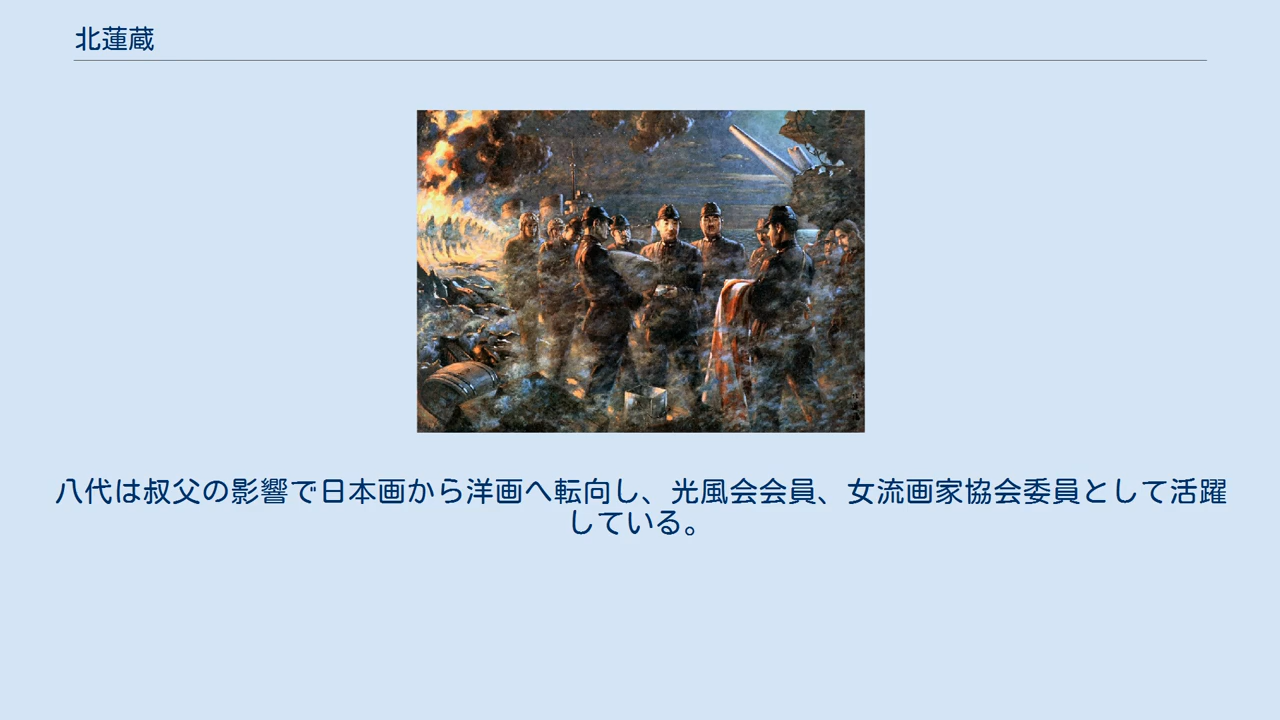 北蓮蔵
八代は叔父の影響で日本画から洋画へ転向し、光風会会員、女流画家協会委員として活躍
している。